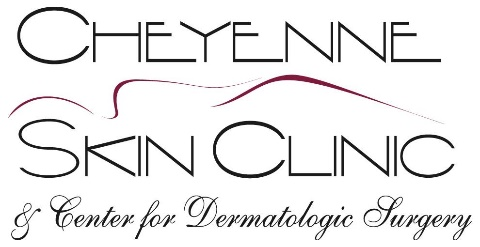 CHEYENNE
SKIN CLINIC
& Center for Dermatologic Surgery